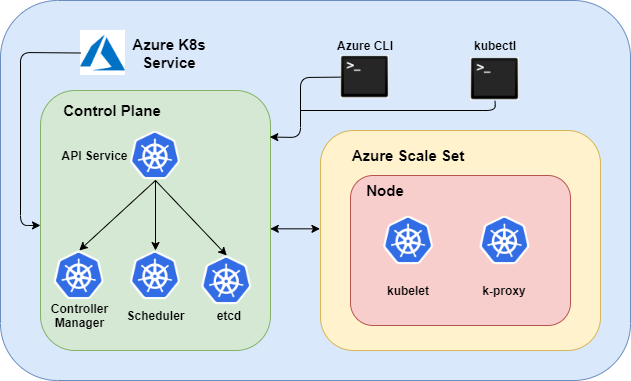 Azure K8s
Service
Azure CLI
>_
kubectl
>_
Control Plane
API Service
Controller
Manager
Scheduler
etcd
Azure Scale Set
Node
kubelet
k-proxy